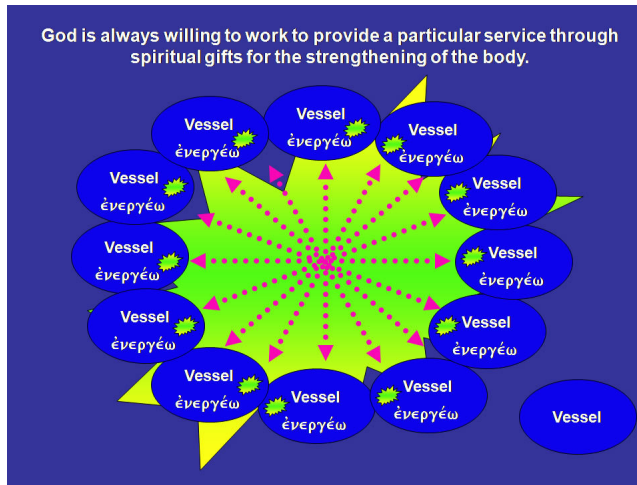 God is always willing to work to provide a particular service through
spiritual gifts for the strengthening of the body.
Vessel
ἐνεργέω
Vessel
ἐνεργέω
Vessel
ἐνεργέω
Vessel
ἐνεργέω
Vessel
ἐνεργέω
Vessel
ἐνεργέω
Vessel
ἐνεργέω
Vessel
ἐνεργέω
Vessel
ἐνεργέω
Vessel
ἐνεργέω
Vessel
ἐνεργέω
Vessel
ἐνεργέω
Vessel